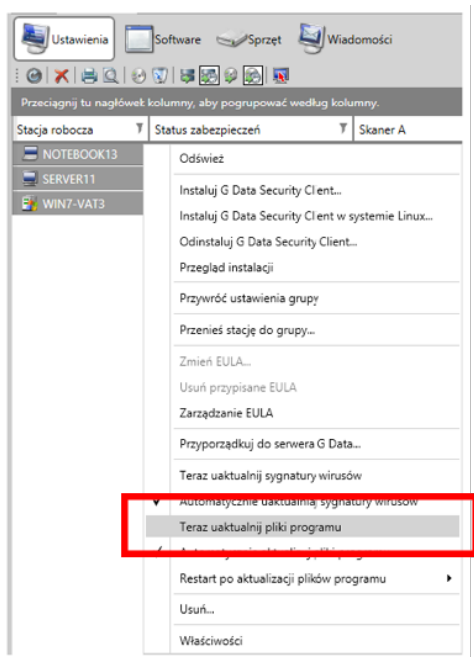 Ustawienia Software Sprzęt Wiadomości
Przeciągnij tu nagłówek kolumny, aby pogrupować według kolumny.
Stacja robocza Status zabezpieczeń Skaner A
NOTEBOOK13
SERVER11
WIN7-VAT3
Odśwież
Instaluj G Data Security Client...
Instaluj G Data Security Client w systemie Linux...
Odinstaluj G Data Security Client...
Przegląd instalacji
Przywróć ustawienia grupy
Przenieś stację do grupy...
Zmień EULA...
Usuń przypisane EULA
Zarządzanie EULA
Przyporządkuj do serwera G Data...
Teraz uaktualnij sygnatury wirusów
Automatycznie uaktualniaj sygnatury wirusów
Teraz uaktualnij pliki programu
Restart po aktualizacji plików programu
Usuń...
Właściwości